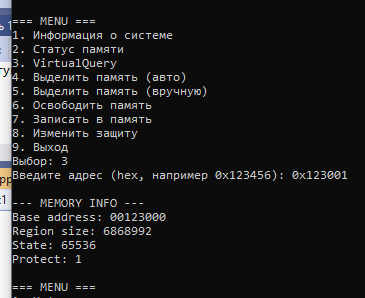 === MENU ===
1. Информация о системе
2. Статус памяти
3. VirtualQuery
4. Выделить память (авто)
5. Выделить память (вручную)
6. Освободить память
7. Записать в память
8. Изменить защиту
9. Выход
Выбор: 3
Введите адрес (hex, например 0x123456): 0x123001
--- MEMORY INFO ---
Base address: 00123000
Region size: 6868992
State: 65536
Protect: 1
=== MENU ===